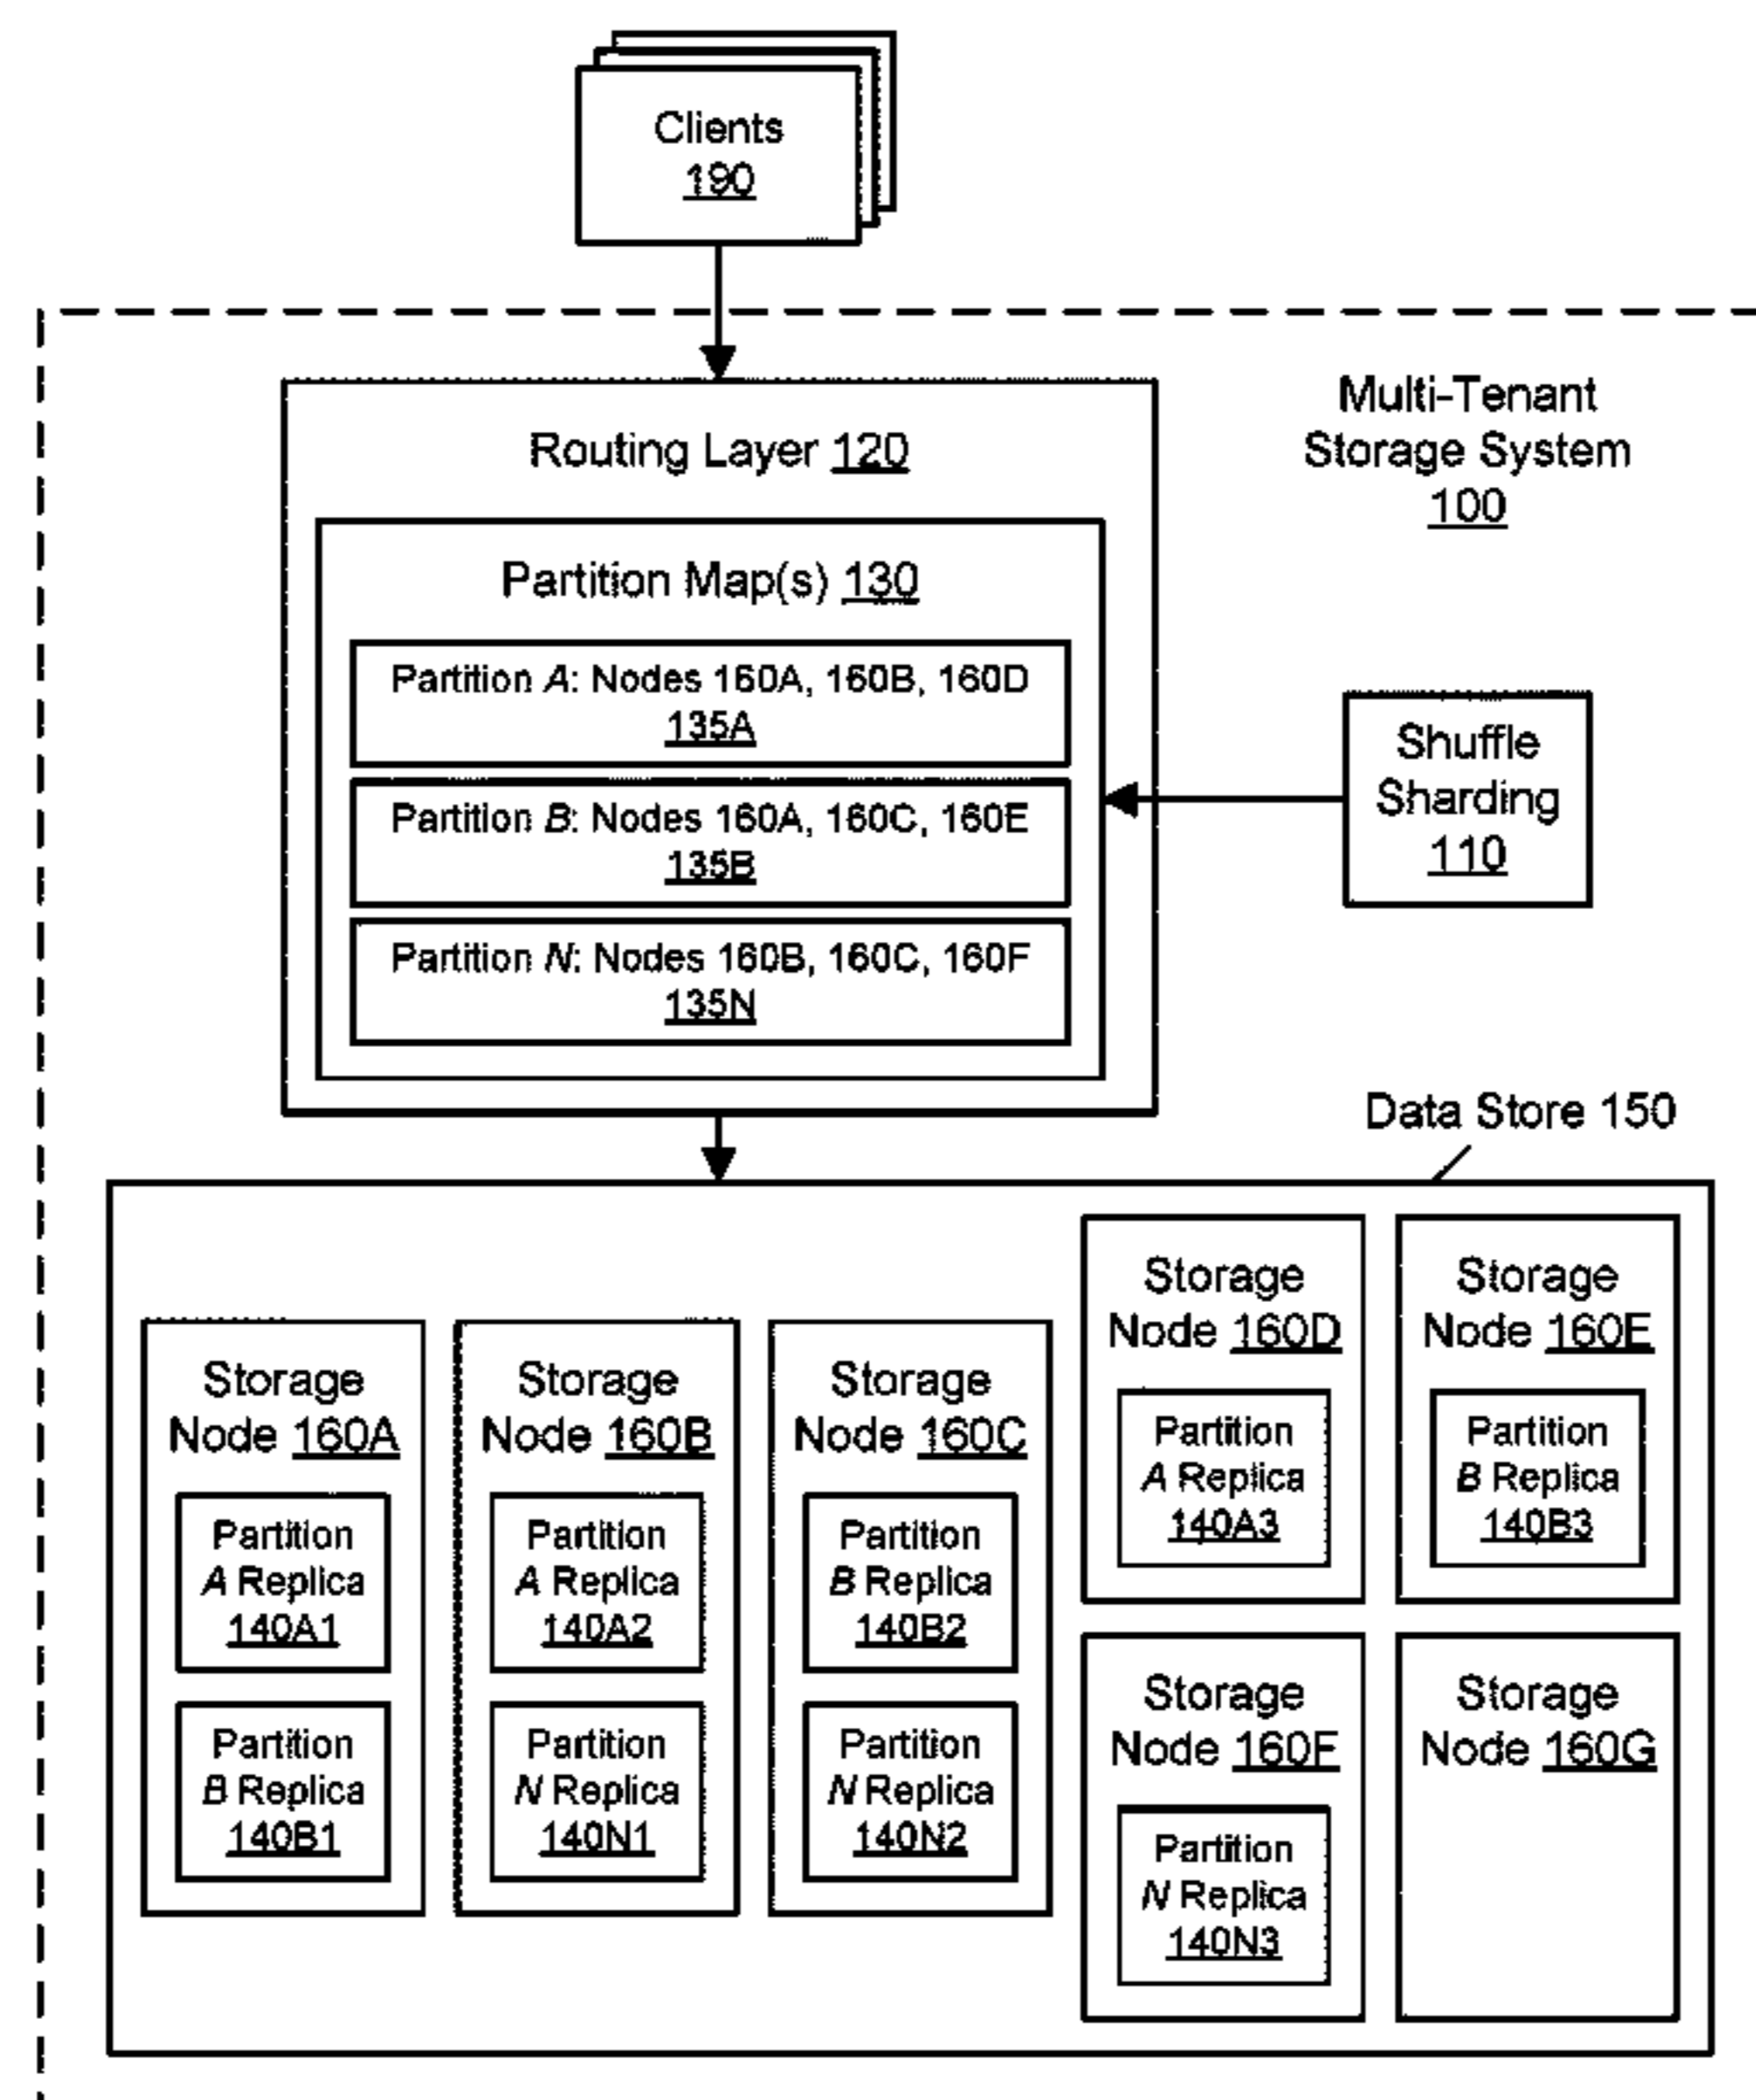 Clients
190
Multi-Tenant
Storage System
100
Routing Layer 120
Partition Map(s) 130
Partition A: Nodes 160A, 160B, 160D
135A
Partition B: Nodes 160A, 160C, 160E
135B
Partition N: Nodes 160B, 160C, 160F
135N
Shuffle
Sharding
110
Data Store 150
Storage
Node 160A
Partition
A Replica
140A1
Partition
B Replica
140B1
Storage
Node 160B
Partition
A Replica
140A2
Partition
N Replica
140N1
Storage
Node 160C
Partition
B Replica
140B2
Partition
N Replica
140N2
Storage
Node 160D
Partition
A Replica
140A3
Storage
Node 160E
Partition
B Replica
140B3
Storage
Node 160F
Partition
N Replica
140N3
Storage
Node 160G